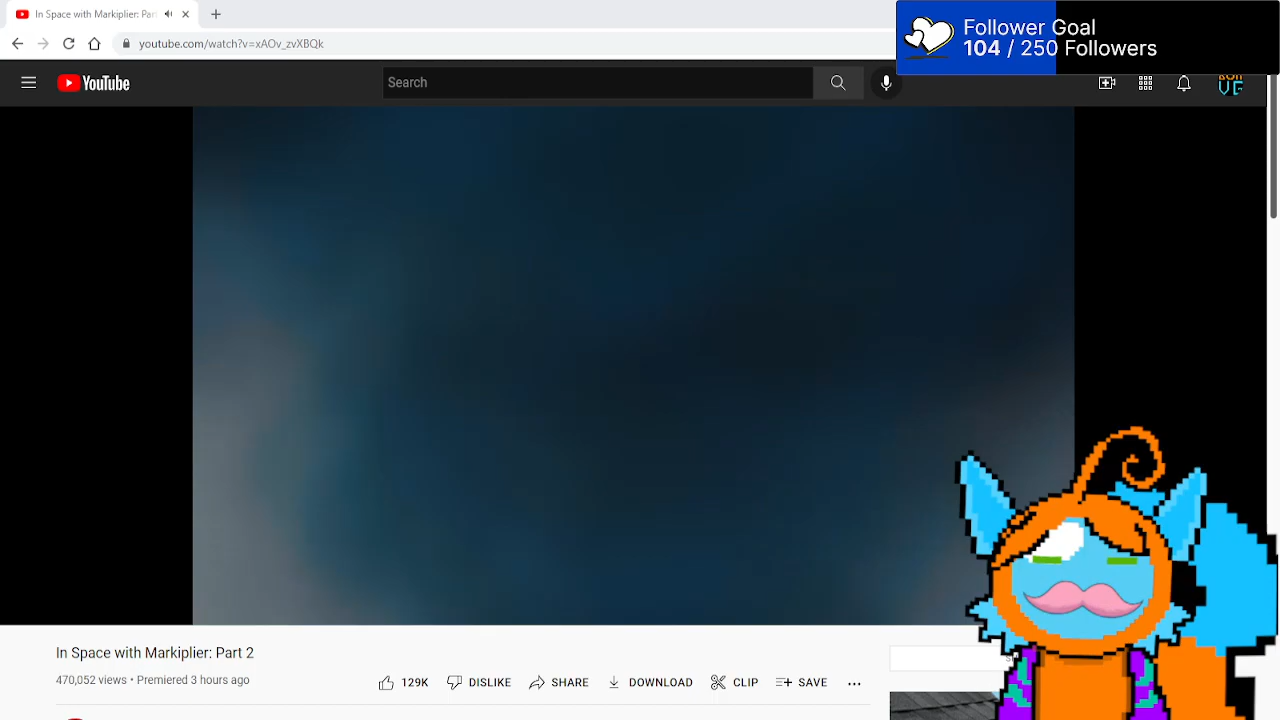 In Space with Markiplier: Par
youtube.com/watch?v=xAOv_zvXBQk
Follower Goal
104 / 250 Followers
YouTube
Search
In Space with Markiplier: Part 2
470,052 views • Premiered 3 hours ago
129K
DISLIKE
SHARE
DOWNLOAD
CLIP
SAVE